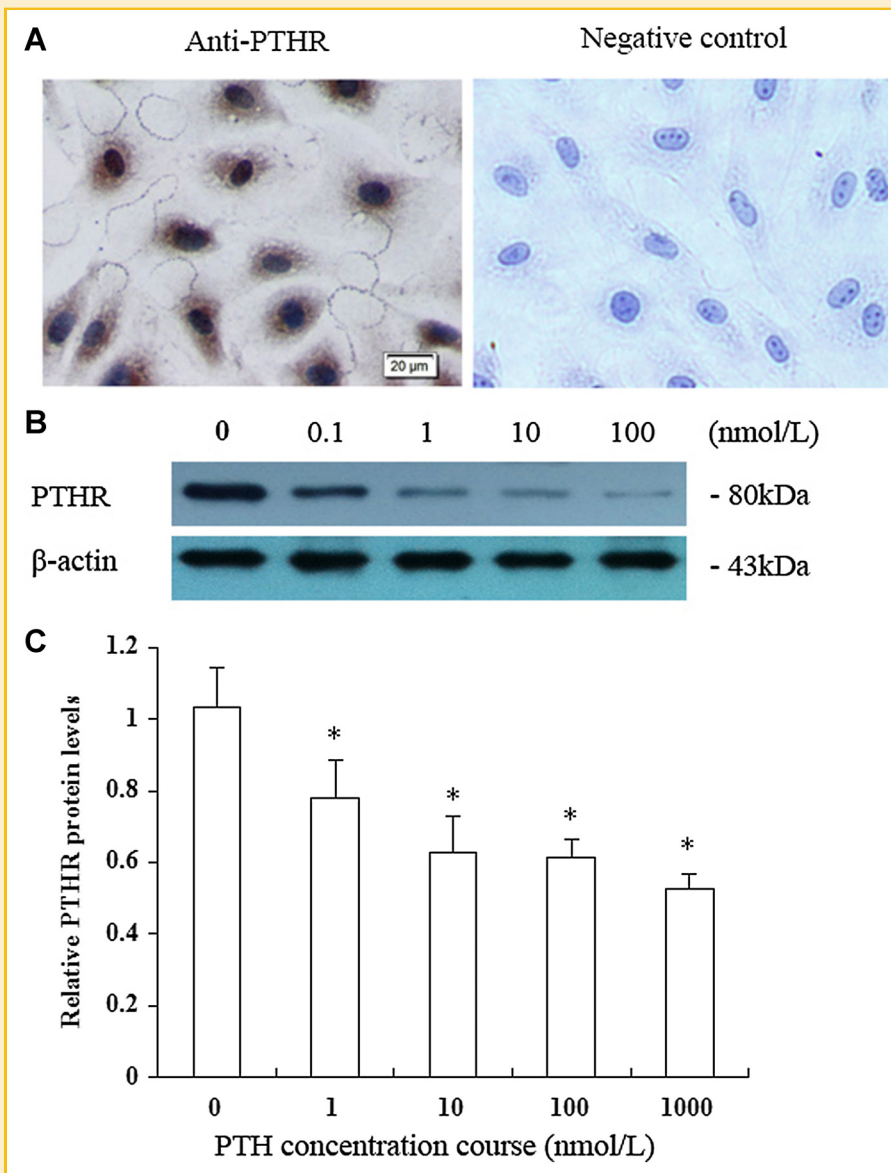 A
Anti-PTHR
Negative control
20 µm
B
0 0.1 1 10 100 (nmol/L)
PTHR - 80kDa
β-actin - 43kDa
C
Relative PTHR protein levels
1.2
1
0.8
0.6
0.4
0.2
0
* * * *
0 1 10 100 1000
PTH concentration course (nmol/L)